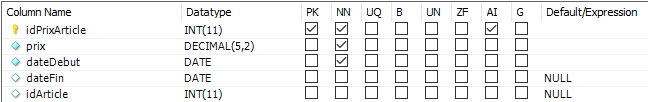 Column Name Datatype PK NN UQ B UN ZF AI G Default/Expression
idPrixArticle INT(11)
prix DECIMAL(5,2)
dateDebut DATE
dateFin DATE NULL
idArticle INT(11) NULL